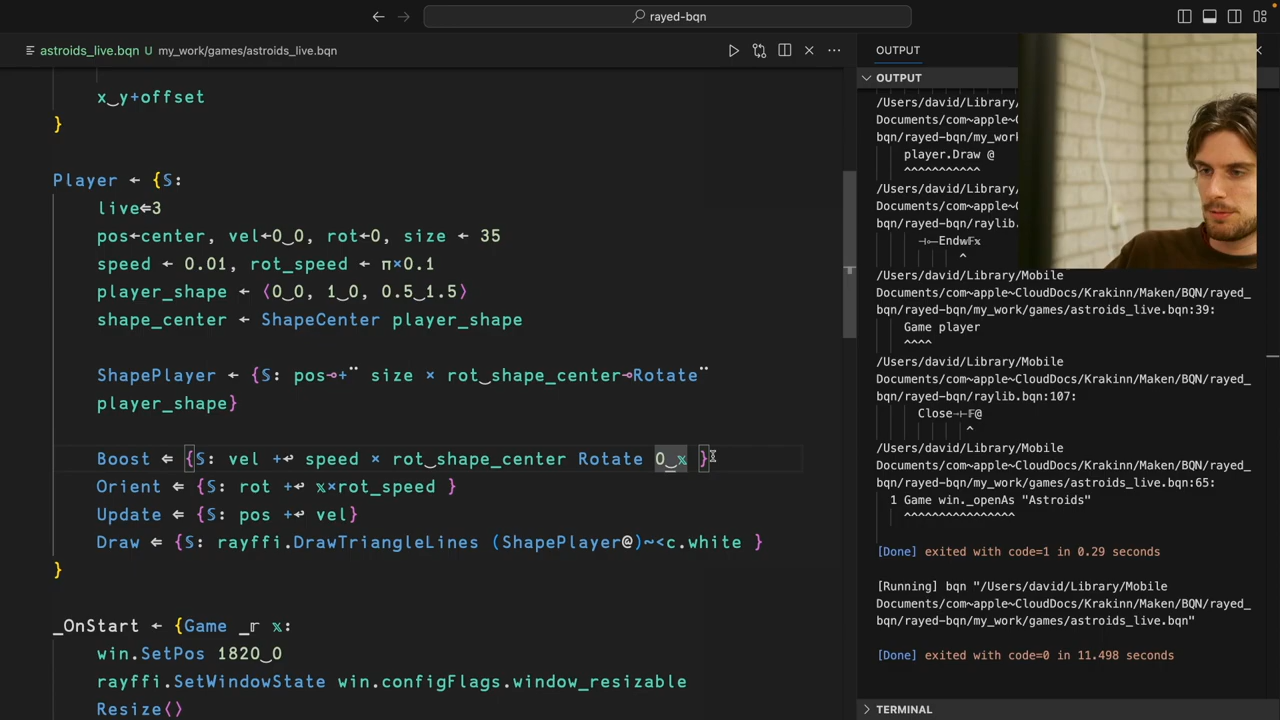 rayed-bqn
astroids_live.bqn U my_work/games/astroids_live.bqn
OUTPUT
OUTPUT
x‿y+offset
}
Player ← {𝕊:
live⇐3
pos←center, vel←0‿0, rot←0, size ← 35
speed ← 0.01, rot_speed ← π×0.1
player_shape ← ⟨0‿0, 1‿0, 0.5‿1.5⟩
shape_center ← ShapeCenter player_shape
ShapePlayer ← {𝕊: pos⊸+¨ size × rot‿shape_center⊸Rotate¨
player_shape}
Boost ⇐ {𝕊: vel +↩ speed × rot‿shape_center Rotate 0‿𝕩 }
Orient ⇐ {𝕊: rot +↩ 𝕩×rot_speed }
Update ⇐ {𝕊: pos +↩ vel}
Draw ⇐ {𝕊: rayffi.DrawTriangleLines (ShapePlayer@)∾<c.white }
}
_OnStart ← {Game _𝕣 𝕩:
win.SetPos 1820‿0
rayffi.SetWindowState win.configFlags.window_resizable
Resize⟨⟩
/Users/david/Library/
Documents/com~apple~C
bqn/rayed-bqn/my_work
player.Draw @
^^^^^^^^^^^
/Users/david/Library/
Documents/com~apple~C
bqn/rayed-bqn/raylib.
⊣⟜End𝕨𝔽𝕩
^
/Users/david/Library/Mobile
Documents/com~apple~CloudDocs/Krakinn/Maken/BQN/rayed_
bqn/rayed-bqn/my_work/games/astroids_live.bqn:39:
Game player
^^^^
/Users/david/Library/Mobile
Documents/com~apple~CloudDocs/Krakinn/Maken/BQN/rayed_
bqn/rayed-bqn/raylib.bqn:107:
Close⊸⊢𝔽@
^
/Users/david/Library/Mobile
Documents/com~apple~CloudDocs/Krakinn/Maken/BQN/rayed_
bqn/rayed-bqn/my_work/games/astroids_live.bqn:65:
1 Game win._openAs "Astroids"
^^^^^^^^^^^^^^^^
[Done] exited with code=1 in 0.29 seconds
[Running] bqn "/Users/david/Library/Mobile
Documents/com~apple~CloudDocs/Krakinn/Maken/BQN/rayed_
bqn/rayed-bqn/my_work/games/astroids_live.bqn"
[Done] exited with code=0 in 11.498 seconds
TERMINAL